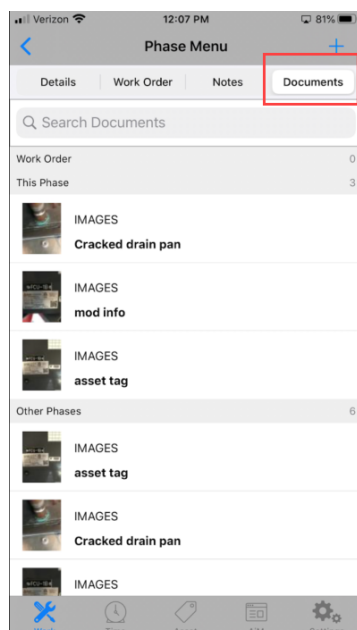 Verizon 12:07 PM 81%
Phase Menu
Details Work Order Notes Documents
Search Documents
Work Order 0
This Phase 3
IMAGES
Cracked drain pan
IMAGES
mod info
IMAGES
asset tag
Other Phases 6
IMAGES
asset tag
IMAGES
Cracked drain pan
IMAGES